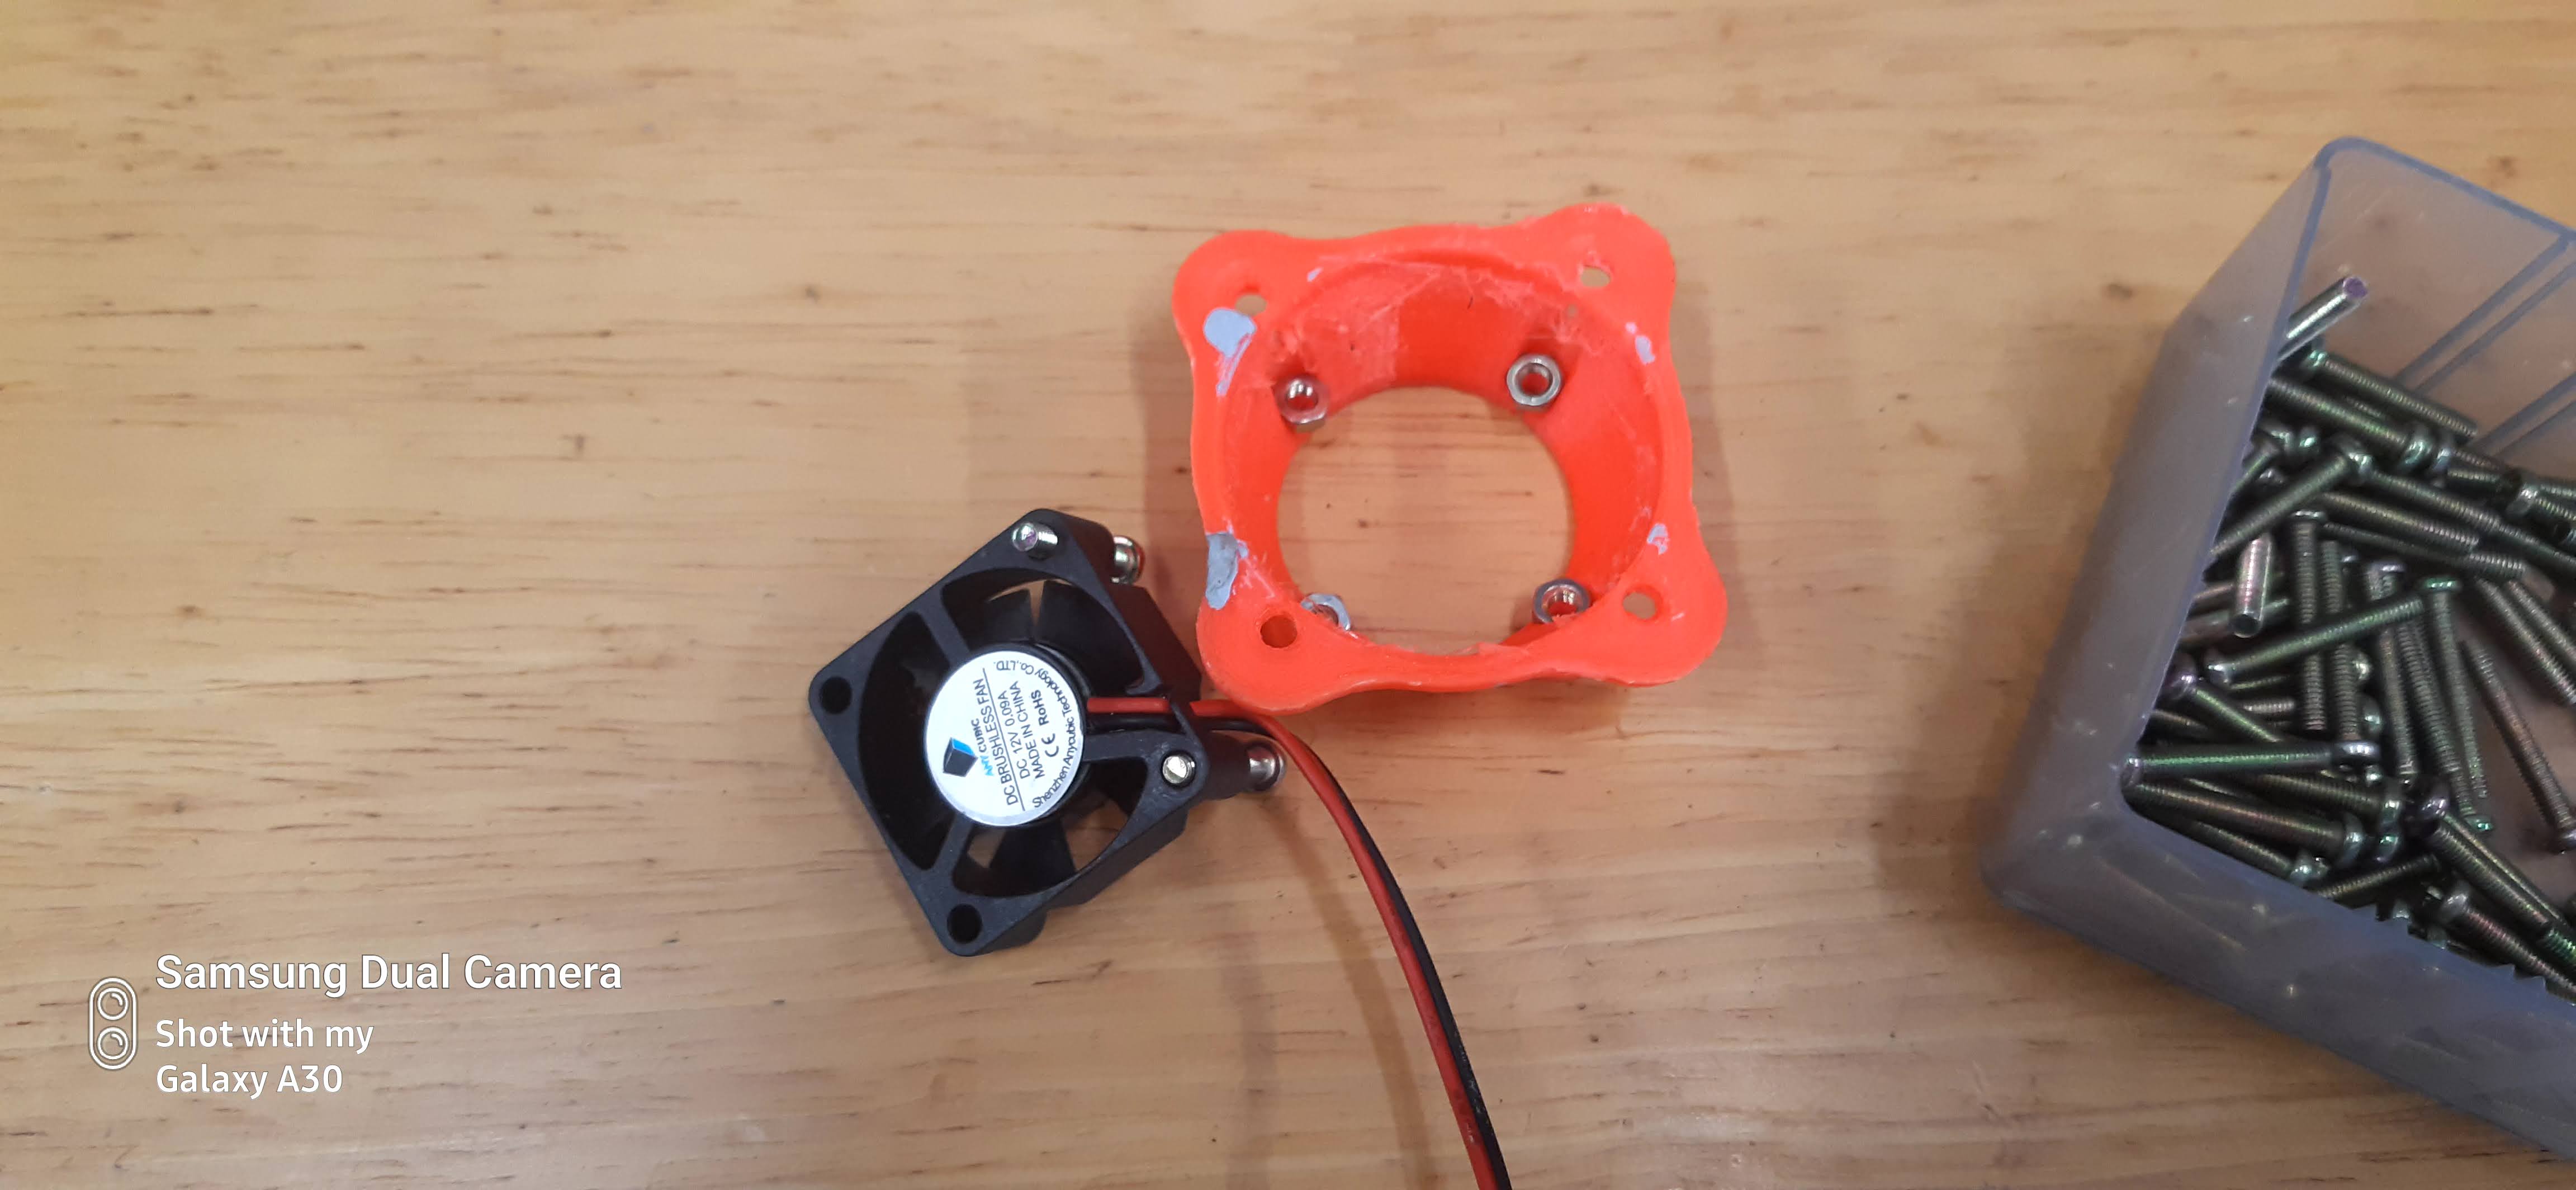 ANYCUBIC
DC BRUSHLESS FAN
DC 12V 0.09A
MADE IN CHINA
CE RoHS
Shenzhen Anycubic Technology Co.,LTD.
Samsung Dual Camera
Shot with my
Galaxy A30